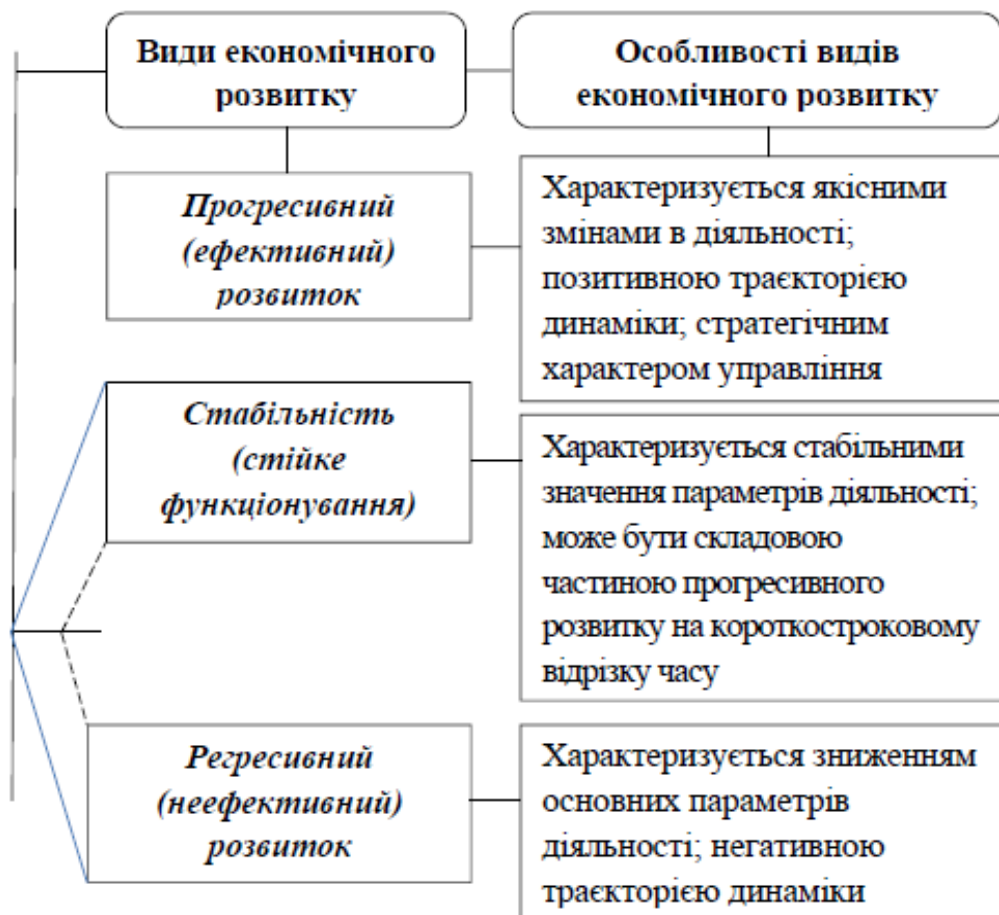 Види економічного
розвитку
Особливості видів
економічного розвитку
Прогресивний
(ефективний)
розвиток
Характеризується якісними
змінами в діяльності;
позитивною траєкторією
динаміки; стратегічним
характером управління
Стабільність
(стійке
функціонування)
Характеризується стабільними
значення параметрів діяльності;
може бути складовою
частиною прогресивного
розвитку на короткостроковому
відрізку часу
Регресивний
(неефективний)
розвиток
Характеризується зниженням
основних параметрів
діяльності; негативною
траєкторією динаміки